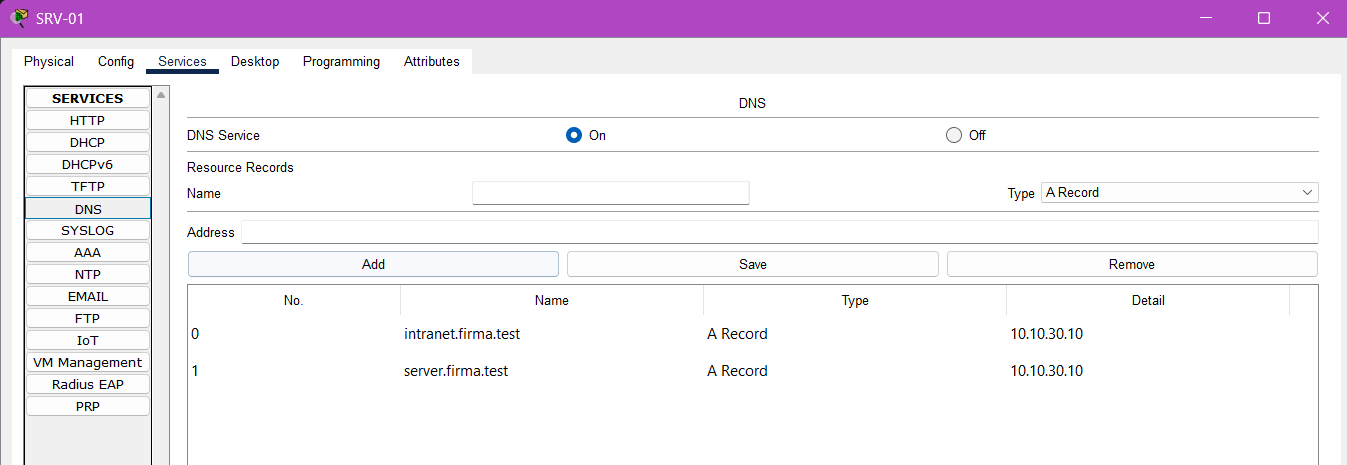 SRV-01
Physical Config Services Desktop Programming Attributes
SERVICES
HTTP
DHCP
DHCPv6
TFTP
DNS
SYSLOG
AAA
NTP
EMAIL
FTP
IoT
VM Management
Radius EAP
PRP
DNS
DNS Service On Off
Resource Records
Name Type A Record
Address
Add Save Remove
No. Name Type Detail
0 intranet.firma.test A Record 10.10.30.10
1 server.firma.test A Record 10.10.30.10